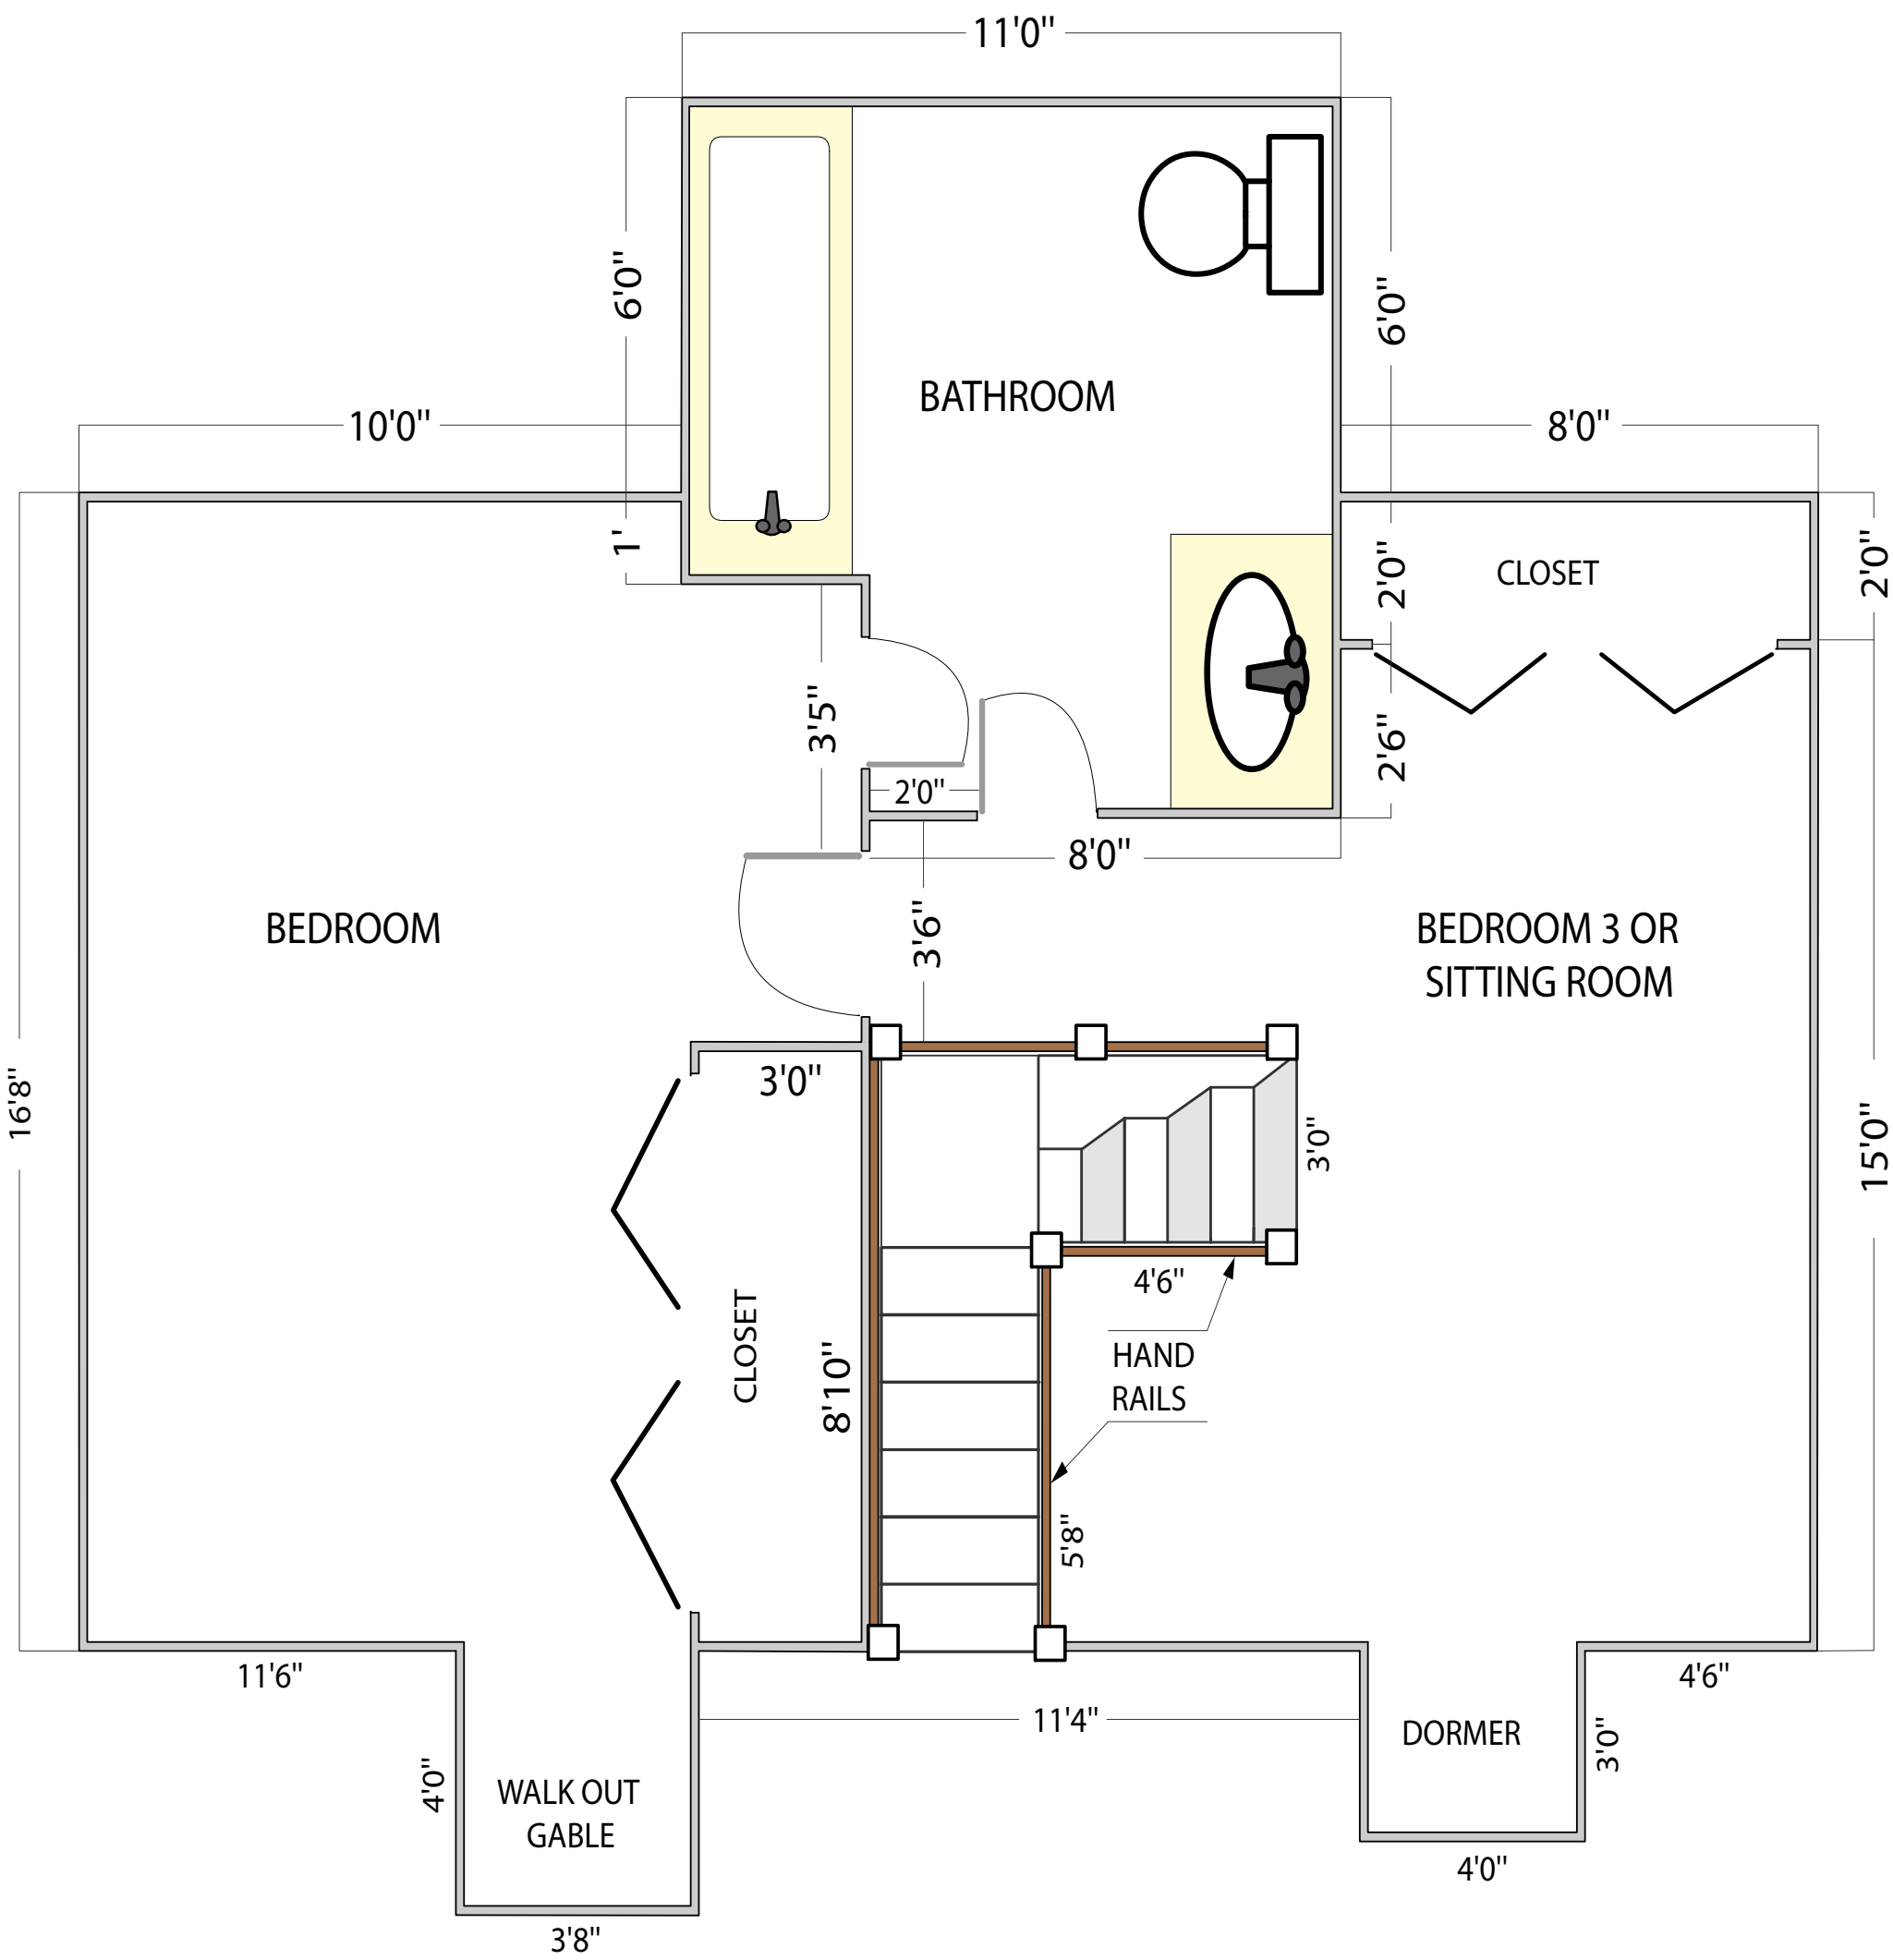 11'0"
6'0"
6'0"
BATHROOM
10'0"
8'0"
1'
2'0"
CLOSET
2'0"
3'5"
2'6"
2'0"
8'0"
BEDROOM
3'6"
BEDROOM 3 OR
SITTING ROOM
3'0"
16'8"
3'0"
15'0"
4'6"
CLOSET
8'10"
HAND
RAILS
5'8"
11'6"
4'6"
11'4"
DORMER
3'0"
4'0"
WALK OUT
GABLE
4'0"
3'8"